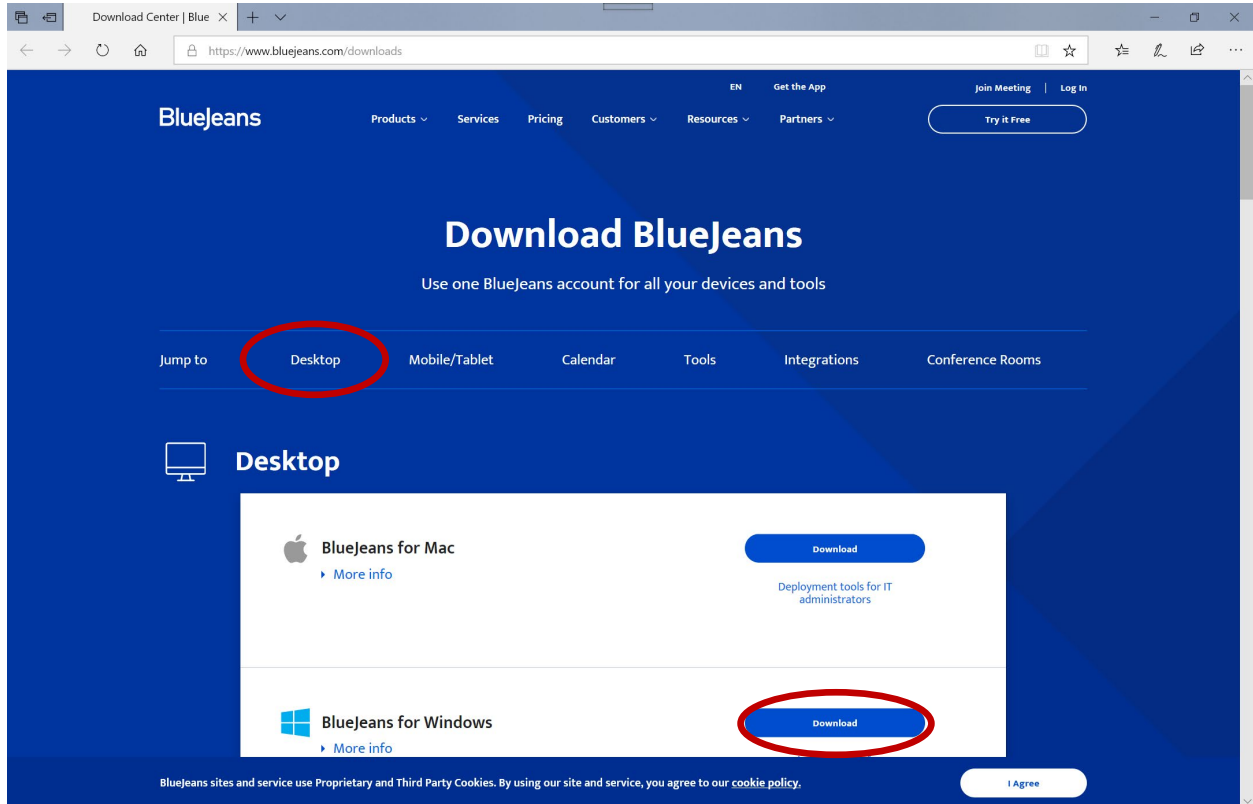 Download Center | Blue
https://www.bluejeans.com/downloads
EN Get the App Join Meeting | Log In
BlueJeans Products Services Pricing Customers Resources Partners Try it Free
Download BlueJeans
Use one BlueJeans account for all your devices and tools
Jump to Desktop Mobile/Tablet Calendar Tools Integrations Conference Rooms
Desktop
BlueJeans for Mac Download
More info
Deployment tools for IT
administrators
BlueJeans for Windows Download
More info
BlueJeans sites and service use Proprietary and Third Party Cookies. By using our site and service, you agree to our cookie policy. I Agree